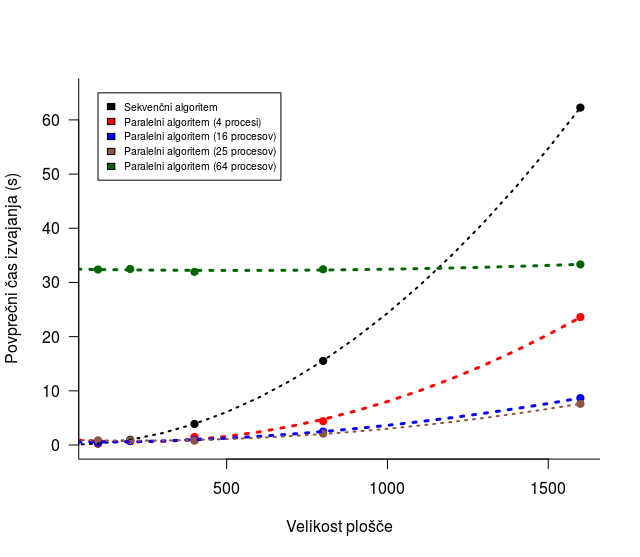 Sekvenčni algoritem
Paralelni algoritem (4 procesi)
Paralelni algoritem (16 procesov)
Paralelni algoritem (25 procesov)
Paralelni algoritem (64 procesov)
Povprečni čas izvajanja (s)
60
50
40
30
20
10
0
500
1000
1500
Velikost plošče